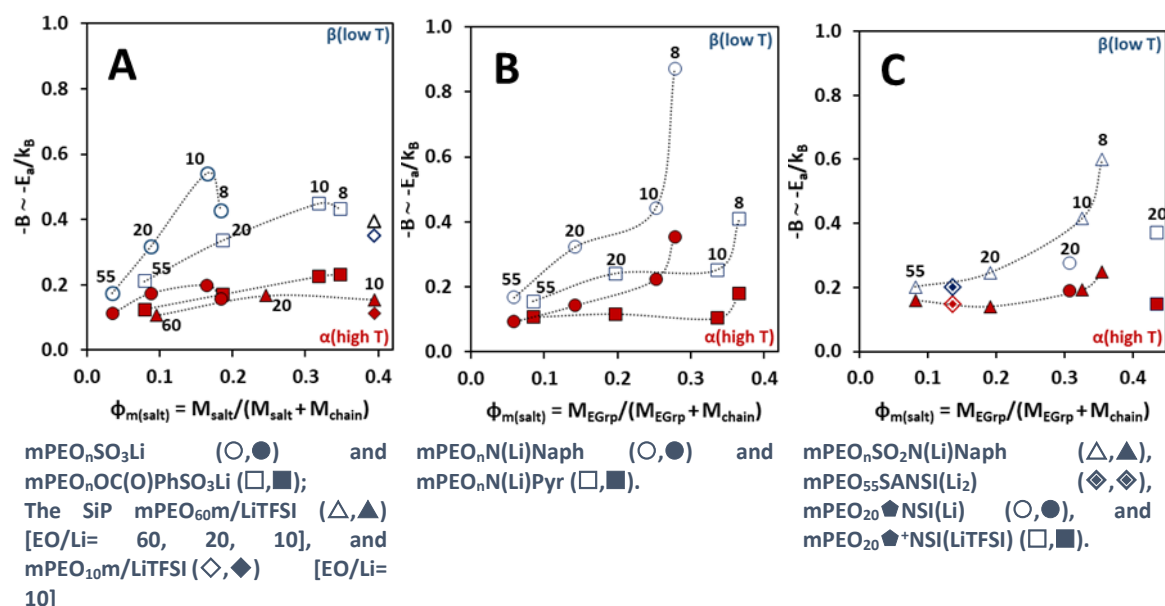 A
β(low T)
-B ~ -Eₐ/k_B
1.0
0.8
0.6
0.4
0.2
0.0
55
20
10
8
55
20
10
8
60
20
10
α(high T)
0 0.1 0.2 0.3 0.4
ϕm(salt) = Msalt/(Msalt + Mchain)
mPEOnSO₃Li (○,●) and
mPEOnOC(O)PhSO₃Li (□,■);
The SiP mPEO₆₀m/LiTFSI (△,▲)
[EO/Li= 60, 20, 10], and
mPEO₁₀m/LiTFSI (◇,◆) [EO/Li=
10]
B
β(low T)
-B ~ -Eₐ/k_B
1.0
0.8
0.6
0.4
0.2
0.0
55
20
10
8
55
20
10
8
α(high T)
0 0.1 0.2 0.3 0.4
ϕm(salt) = MEGrp/(MEGrp + Mchain)
mPEOnN(Li)Naph (○,●) and
mPEOnN(Li)Pyr (□,■).
C
β(low T)
-B ~ -Eₐ/k_B
1.0
0.8
0.6
0.4
0.2
0.0
55
20
10
8
20
20
α(high T)
0 0.1 0.2 0.3 0.4
ϕm(salt) = MEGrp/(MEGrp + Mchain)
mPEOnSO₂N(Li)Naph (△,▲),
mPEO₅₅SANSI(Li₂) (◈,◈),
mPEO₂₀⬟NSI(Li) (○,●), and
mPEO₂₀⬟⁺NSI(LiTFSI) (□,■).